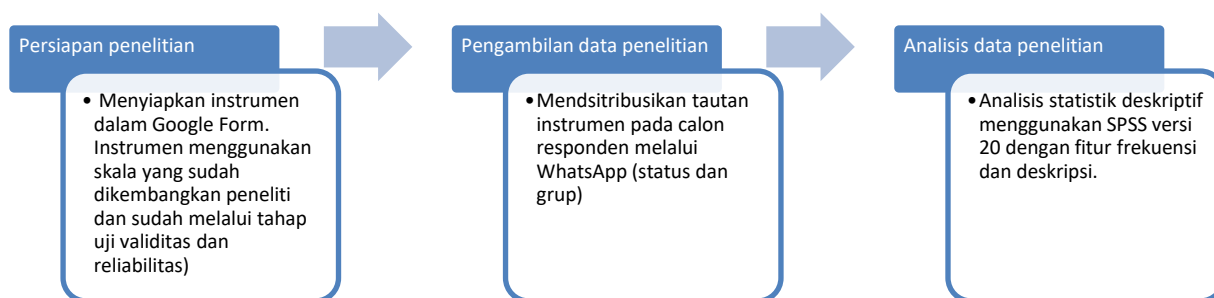 Persiapan penelitian
• Menyiapkan instrumen
dalam Google Form.
Instrumen menggunakan
skala yang sudah
dikembangkan peneliti
dan sudah melalui tahap
uji validitas dan
reliabilitas)
Pengambilan data penelitian
•Mendsitribusikan tautan
instrumen pada calon
responden melalui
WhatsApp (status dan
grup)
Analisis data penelitian
•Analisis statistik deskriptif
menggunakan SPSS versi
20 dengan fitur frekuensi
dan deskripsi.